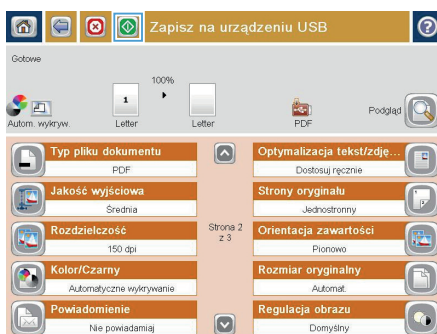 Zapisz na urządzeniu USB
Gotowe
100%
1
Autom. wykryw.
Letter
Letter
PDF
Podgląd
Typ pliku dokumentu
PDF
Optymalizacja tekst/zdję...
Dostosuj ręcznie
Jakość wyjściowa
Średnia
Strony oryginału
Jednostronny
Rozdzielczość
150 dpi
Strona 2
z 3
Orientacja zawartości
Pionowo
Kolor/Czarny
Automatyczne wykrywanie
Rozmiar oryginalny
Automat.
Powiadomienie
Nie powiadamiaj
Regulacja obrazu
Domyślny